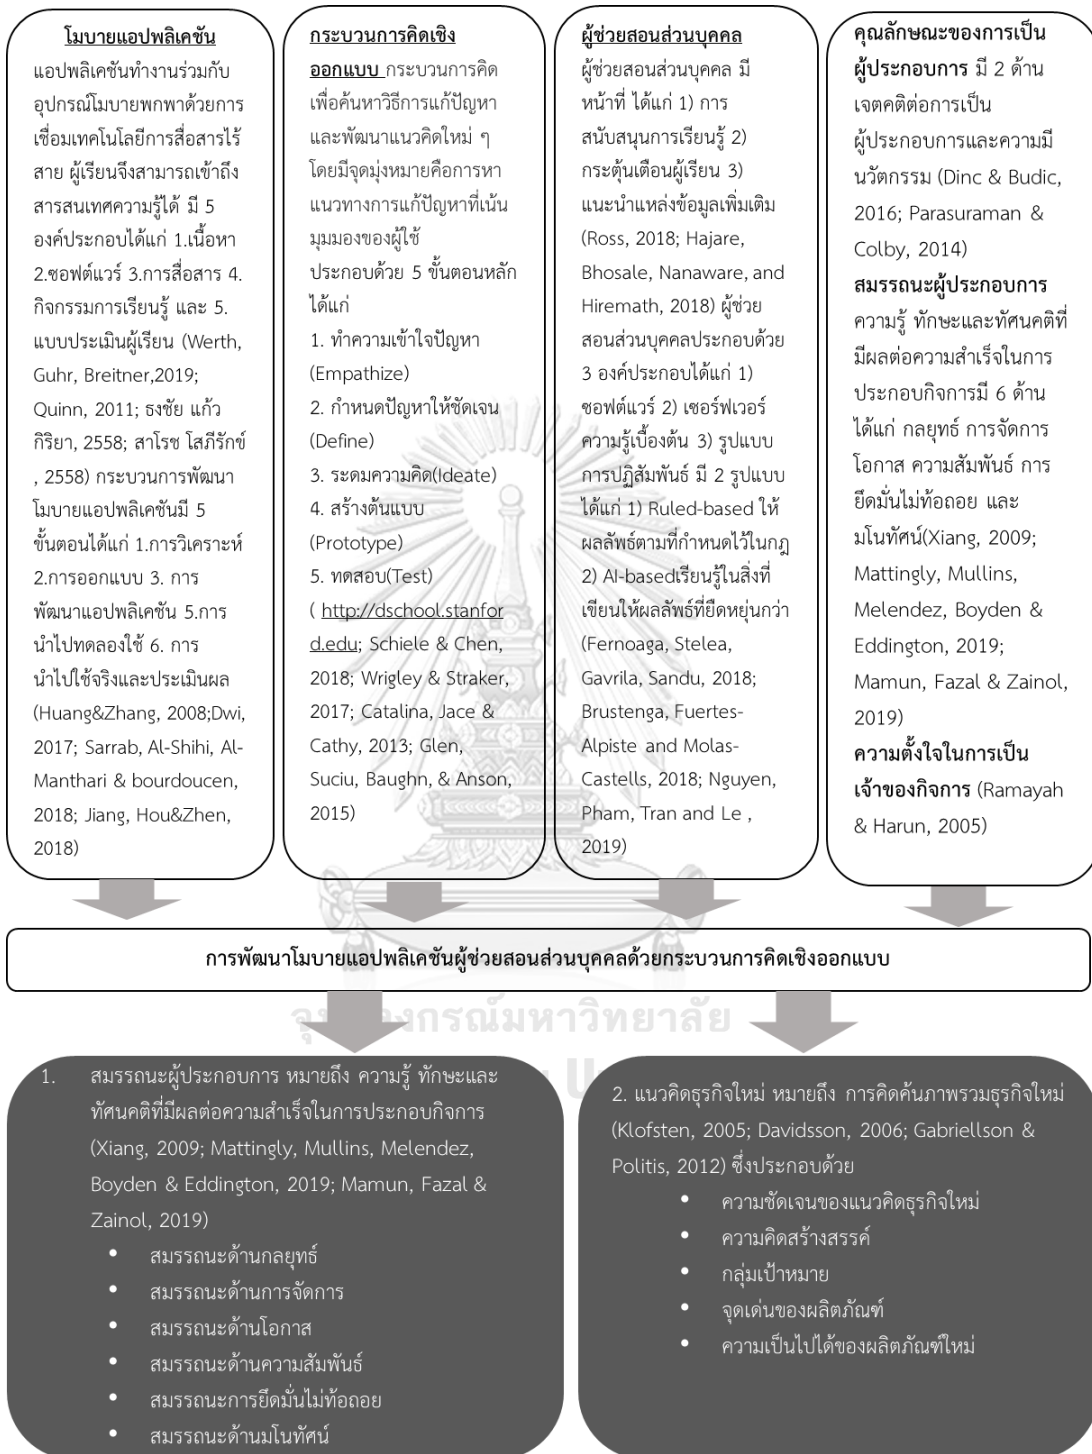 โมบายแอปพลิเคชัน
แอปพลิเคชันทำงานร่วมกับ
อุปกรณ์โมบายพกพาด้วยการ
เชื่อมเทคโนโลยีการสื่อสารไร้
สาย ผู้เรียนจึงสามารถเข้าถึง
สารสนเทศความรู้ได้ มี 5
องค์ประกอบได้แก่ 1.เนื้อหา
2.ซอฟต์แวร์ 3.การสื่อสาร 4.
กิจกรรมการเรียนรู้ และ 5.
แบบประเมินผู้เรียน (Werth,
Guhr, Breitner,2019;
Quinn, 2011; ธงชัย แก้ว
กิริยา, 2558; สาโรช โสภีรักข์
, 2558) กระบวนการพัฒนา
โมบายแอปพลิเคชันมี 5
ขั้นตอนได้แก่ 1.การวิเคราะห์
2.การออกแบบ 3. การ
พัฒนาแอปพลิเคชัน 5.การ
นำไปทดลองใช้ 6. การ
นำไปใช้จริงและประเมินผล
(Huang&Zhang, 2008;Dwi,
2017; Sarrab, Al-Shihi, Al-
Manthari & bourdoucen,
2018; Jiang, Hou&Zhen,
2018)
กระบวนการคิดเชิง
ออกแบบ กระบวนการคิด
เพื่อค้นหาวิธีการแก้ปัญหา
และพัฒนาแนวคิดใหม่ ๆ
โดยมีจุดมุ่งหมายคือการหา
แนวทางการแก้ปัญหาที่เน้น
มุมมองของผู้ใช้
ประกอบด้วย 5 ขั้นตอนหลัก
ได้แก่
1. ทำความเข้าใจปัญหา
(Empathize)
2. กำหนดปัญหาให้ชัดเจน
(Define)
3. ระดมความคิด(Ideate)
4. สร้างต้นแบบ
(Prototype)
5. ทดสอบ(Test)
( http://dschool.stanfor
d.edu; Schiele & Chen,
2018; Wrigley & Straker,
2017; Catalina, Jace &
Cathy, 2013; Glen,
Suciu, Baughn, & Anson,
2015)
ผู้ช่วยสอนส่วนบุคคล
ผู้ช่วยสอนส่วนบุคคล มี
หน้าที่ ได้แก่ 1) การ
สนับสนุนการเรียนรู้ 2)
กระตุ้นเตือนผู้เรียน 3)
แนะนำแหล่งข้อมูลเพิ่มเติม
(Ross, 2018; Hajare,
Bhosale, Nanaware, and
Hiremath, 2018) ผู้ช่วย
สอนส่วนบุคคลประกอบด้วย
3 องค์ประกอบได้แก่ 1)
ซอฟต์แวร์ 2) เซอร์ฟเวอร์
ความรู้เบื้องต้น 3) รูปแบบ
การปฏิสัมพันธ์ มี 2 รูปแบบ
ได้แก่ 1) Ruled-based ให้
ผลลัพธ์ตามที่กำหนดไว้ในกฎ
2) AI-basedเรียนรู้ในสิ่งที่
เขียนให้ผลลัพธ์ที่ยืดหยุ่นกว่า
(Fernoaga, Stelea,
Gavrila, Sandu, 2018;
Brustenga, Fuertes-
Alpiste and Molas-
Castells, 2018; Nguyen,
Pham, Tran and Le ,
2019)
คุณลักษณะของการเป็น
ผู้ประกอบการ มี 2 ด้าน
เจตคติต่อการเป็น
ผู้ประกอบการและความมี
นวัตกรรม (Dinc & Budic,
2016; Parasuraman &
Colby, 2014)
สมรรถนะผู้ประกอบการ
ความรู้ ทักษะและทัศนคติที่
มีผลต่อความสำเร็จในการ
ประกอบกิจการมี 6 ด้าน
ได้แก่ กลยุทธ์ การจัดการ
โอกาส ความสัมพันธ์ การ
ยึดมั่นไม่ท้อถอย และ
มโนทัศน์(Xiang, 2009;
Mattingly, Mullins,
Melendez, Boyden &
Eddington, 2019;
Mamun, Fazal & Zainol,
2019)
ความตั้งใจในการเป็น
เจ้าของกิจการ (Ramayah
& Harun, 2005)
การพัฒนาโมบายแอปพลิเคชันผู้ช่วยสอนส่วนบุคคลด้วยกระบวนการคิดเชิงออกแบบ
1. สมรรถนะผู้ประกอบการ หมายถึง ความรู้ ทักษะและ
ทัศนคติที่มีผลต่อความสำเร็จในการประกอบกิจการ
(Xiang, 2009; Mattingly, Mullins, Melendez,
Boyden & Eddington, 2019; Mamun, Fazal &
Zainol, 2019)
• สมรรถนะด้านกลยุทธ์
• สมรรถนะด้านการจัดการ
• สมรรถนะด้านโอกาส
• สมรรถนะด้านความสัมพันธ์
• สมรรถนะการยึดมั่นไม่ท้อถอย
• สมรรถนะด้านมโนทัศน์
2. แนวคิดธุรกิจใหม่ หมายถึง การคิดค้นภาพรวมธุรกิจใหม่
(Klofsten, 2005; Davidsson, 2006; Gabriellson &
Politis, 2012) ซึ่งประกอบด้วย
• ความชัดเจนของแนวคิดธุรกิจใหม่
• ความคิดสร้างสรรค์
• กลุ่มเป้าหมาย
• จุดเด่นของผลิตภัณฑ์
• ความเป็นไปได้ของผลิตภัณฑ์ใหม่